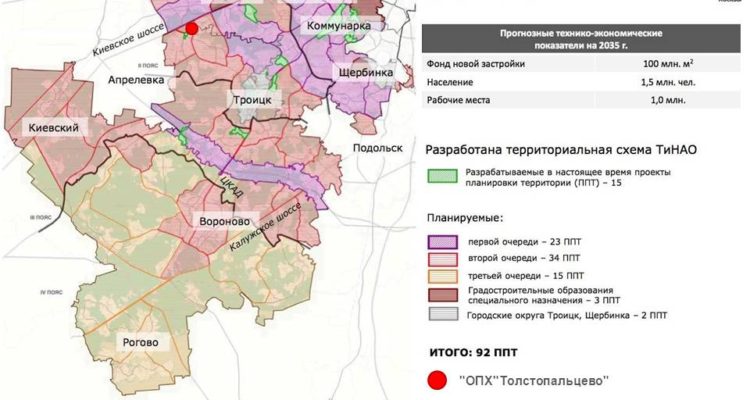 Киевское шоссе
Коммунарка
II ПОЯС
Апрелевка
Щербинка
Троицк
Киевский
Подольск
ЦКАД
III ПОЯС
Вороново
Калужское шоссе
IV ПОЯС
Рогово
Прогнозные технико-экономические
показатели на 2035 г.
Фонд новой застройки 100 млн. м²
Население 1,5 млн. чел.
Рабочие места 1,0 млн.
Разработана территориальная схема ТиНАО
Разрабатываемые в настоящее время проекты
планировки территории (ППТ) – 15
Планируемые:
первой очереди – 23 ППТ
второй очереди – 34 ППТ
третьей очереди – 15 ППТ
Градостроительные образования
специального назначения – 3 ППТ
Городские округа Троицк, Щербинка – 2 ППТ
ИТОГО: 92 ППТ
"ОПХ"Толстопальцево"